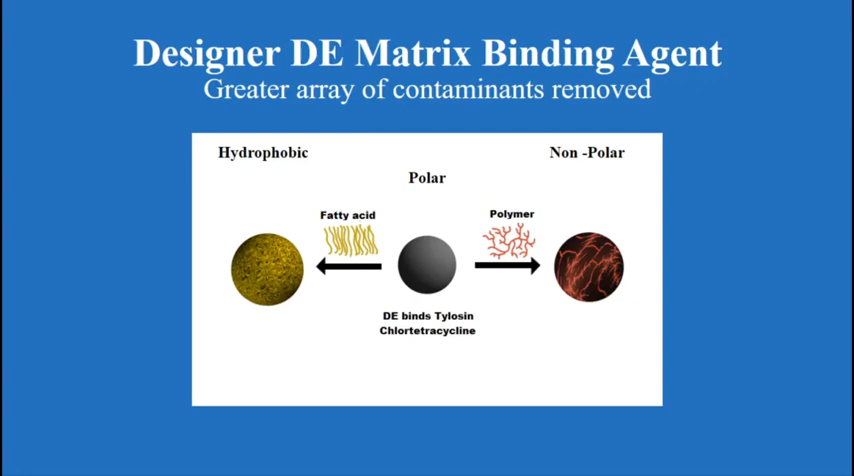 Designer DE Matrix Binding Agent
Greater array of contaminants removed
Hydrophobic
Non -Polar
Polar
Fatty acid
Polymer
DE binds Tylosin
Chlortetracycline